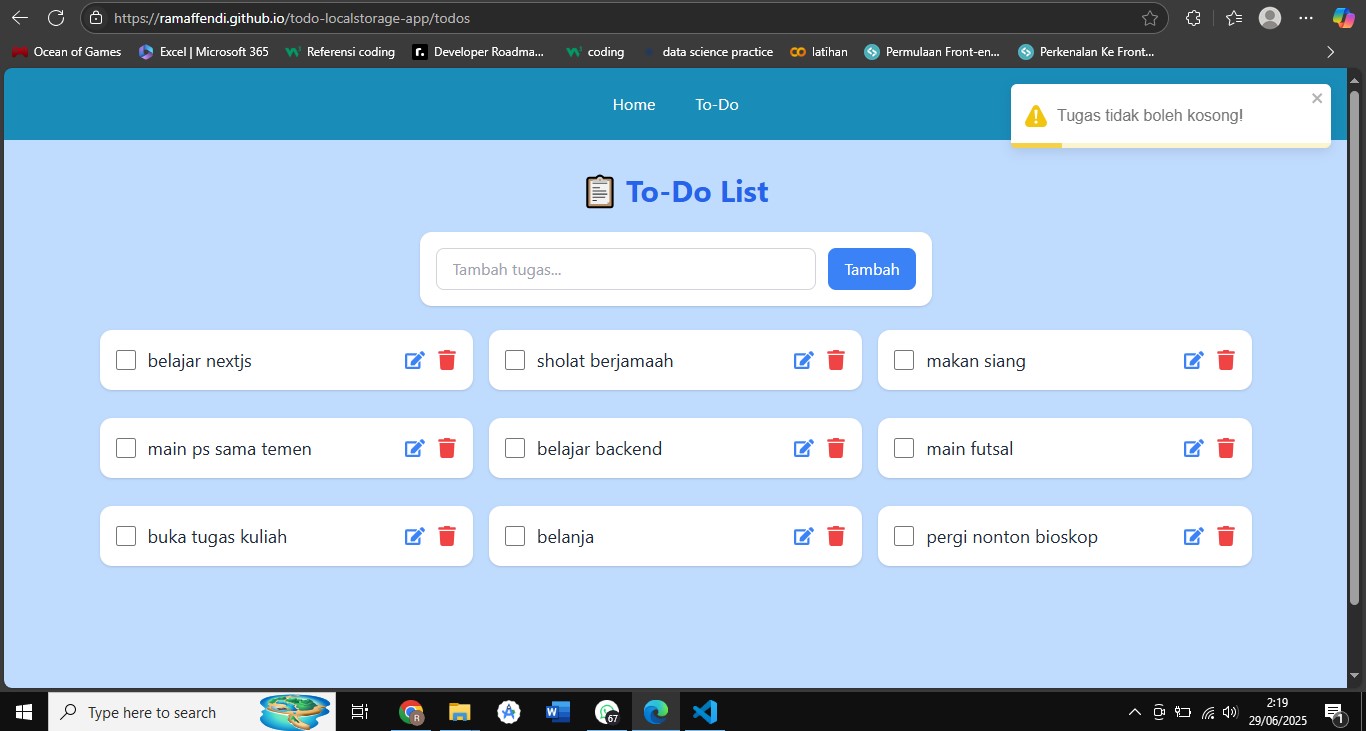 https://ramaffendi.github.io/todo-localstorage-app/todos
Ocean of Games Excel | Microsoft 365 Referensi coding Developer Roadma... coding data science practice latihan Permulaan Front-en... Perkenalan Ke Front...
Home To-Do
Tugas tidak boleh kosong!
To-Do List
Tambah tugas... Tambah
belajar nextjs sholat berjamaah makan siang
main ps sama temen belajar backend main futsal
buka tugas kuliah belanja pergi nonton bioskop
Type here to search
R
67
2:19
29/06/2025
1